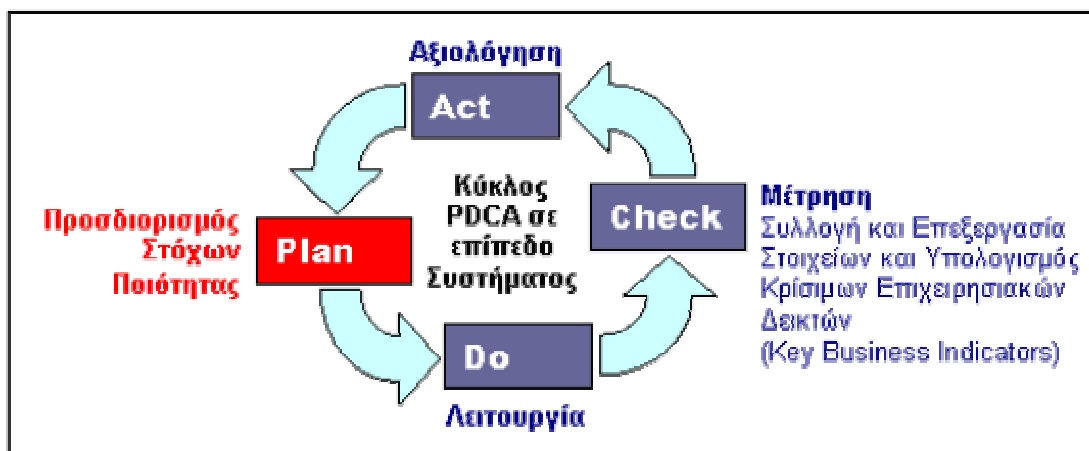 Αξιολόγηση
Act
Προσδιορισμός
Στόχων
Ποιότητας
Plan
Κύκλος
PDCA σε
επίπεδο
Συστήματος
Check
Μέτρηση
Συλλογή και Επεξεργασία
Στοιχείων και Υπολογισμός
Κρίσιμων Επιχειρησιακών
Δεικτών
(Key Business Indicators)
Do
Λειτουργία